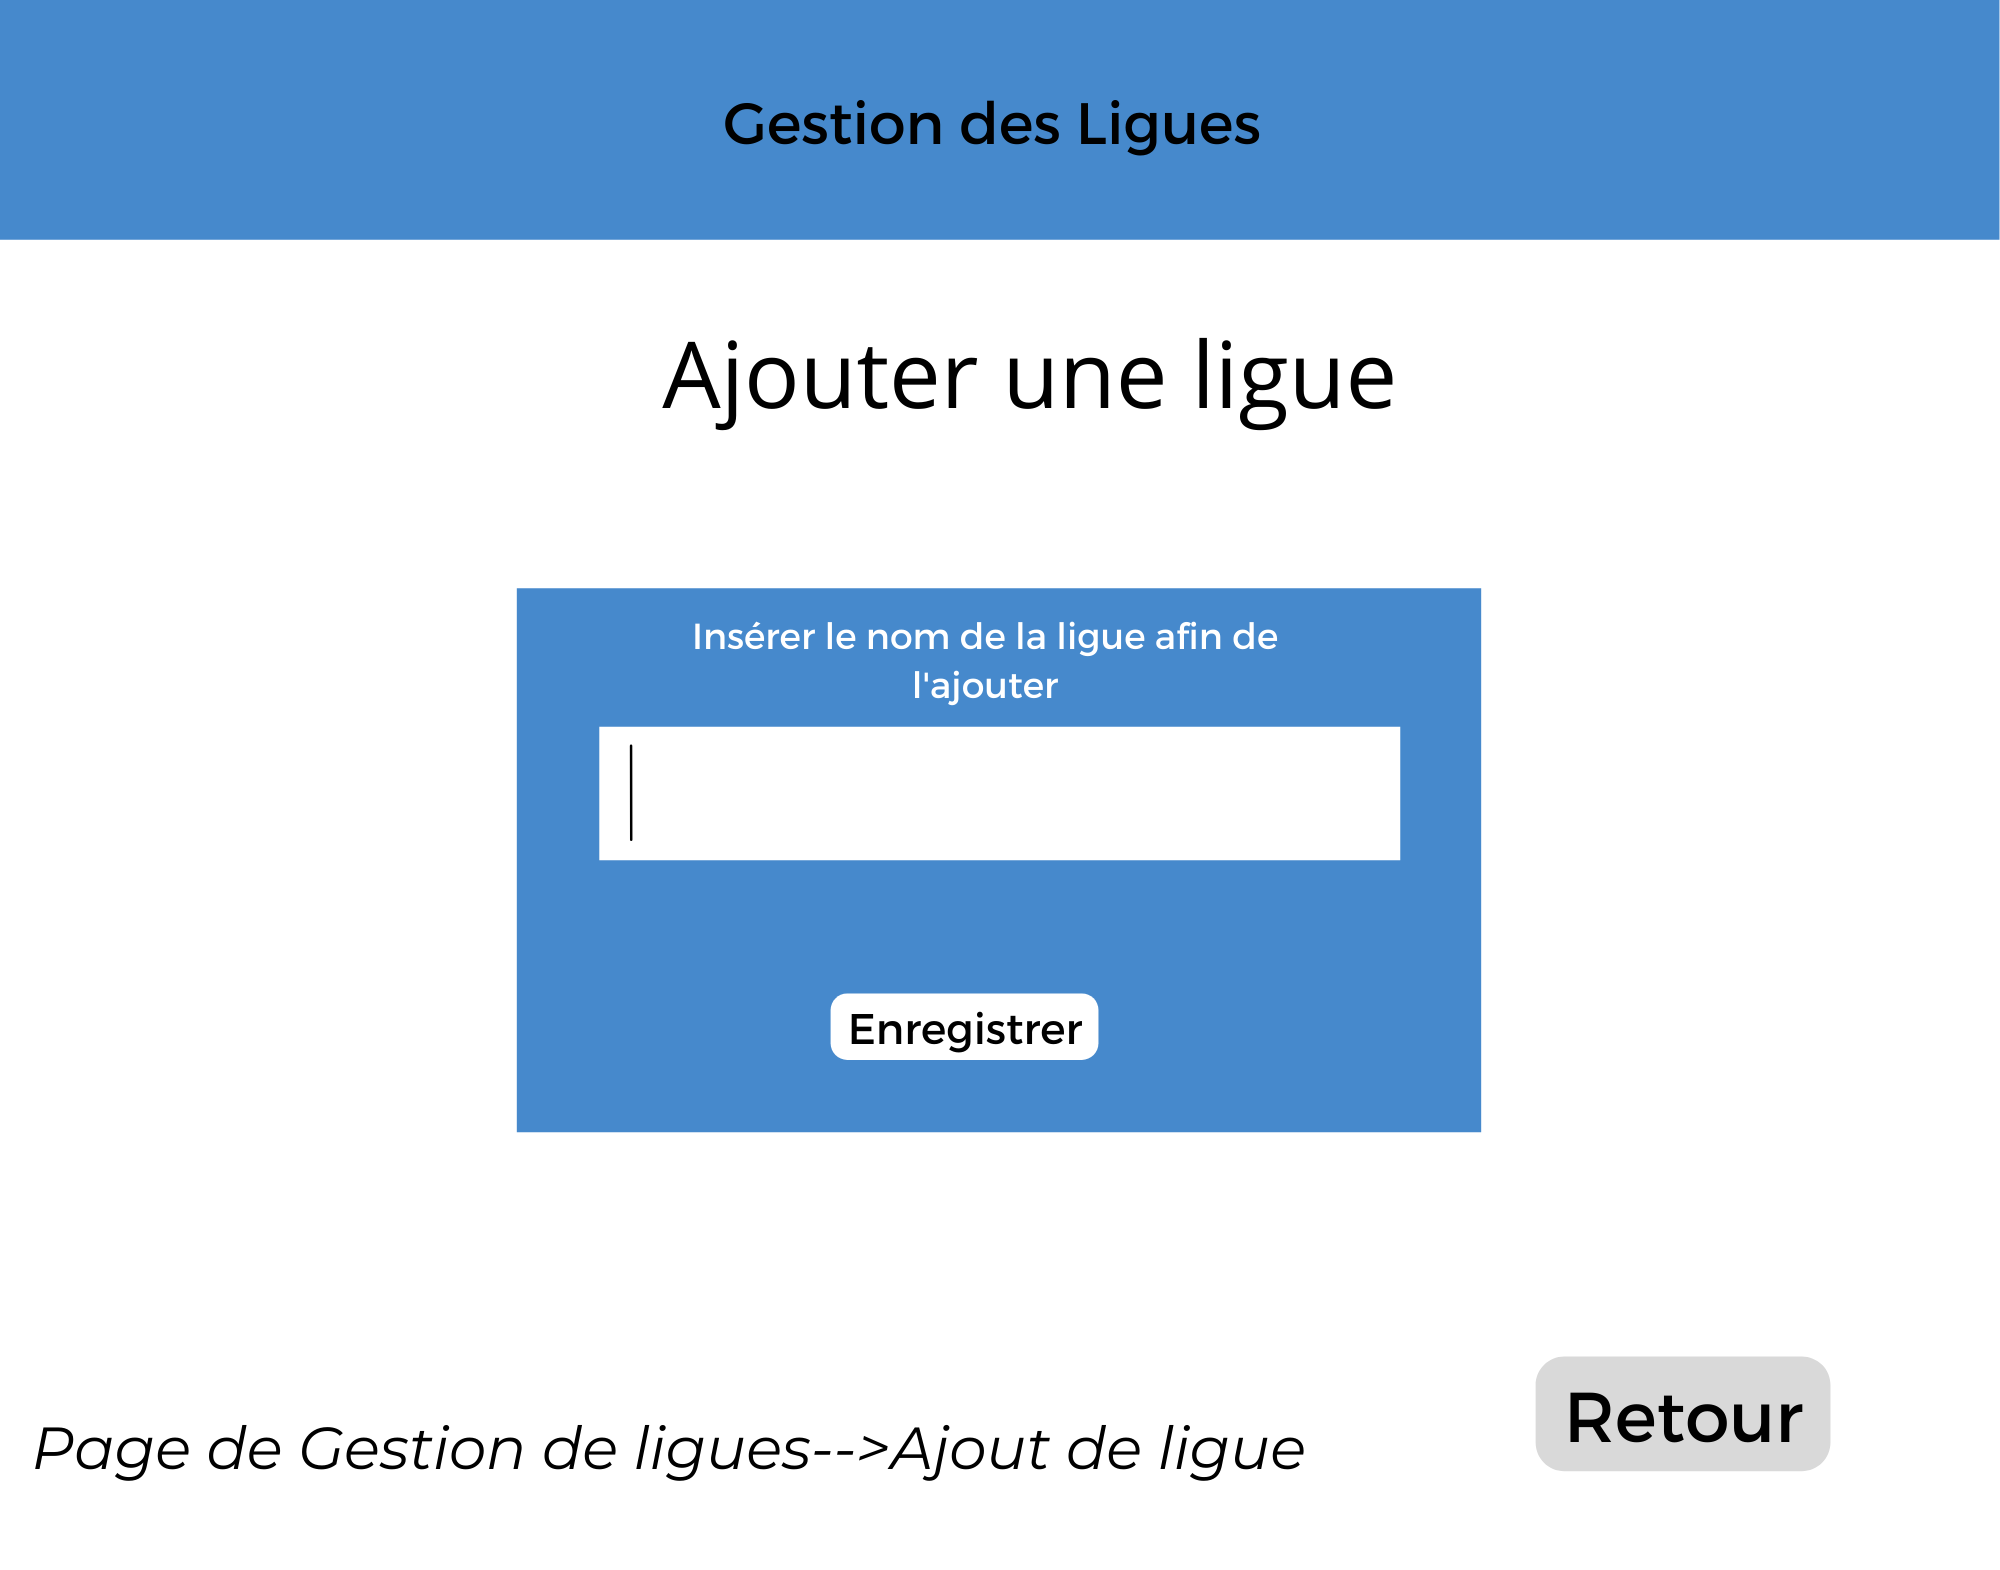 Gestion des Ligues
Ajouter une ligue
Insérer le nom de la ligue afin de
l'ajouter
Enregistrer
Retour
Page de Gestion de ligues-->Ajout de ligue